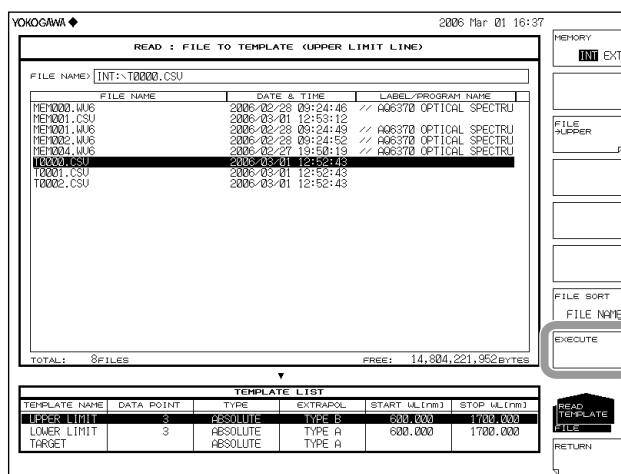 YOKOGAWA ◆ 2006 Mar 01 16:37
READ : FILE TO TEMPLATE (UPPER LIMIT LINE)
FILE NAME> INT:\T0000.CSV
FILE NAME DATE & TIME LABEL/PROGRAM NAME
MEM000.WV6 2006/02/28 09:24:46 // AQ6370 OPTICAL SPECTRU
MEM001.CSV 2006/03/01 12:53:12
MEM001.WV6 2006/02/28 09:24:49 // AQ6370 OPTICAL SPECTRU
MEM002.WV6 2006/02/28 09:24:52 // AQ6370 OPTICAL SPECTRU
MEM004.WV6 2006/02/27 19:50:19 // AQ6370 OPTICAL SPECTRU
T0000.CSV 2006/03/01 12:52:43
T0001.CSV 2006/03/01 12:52:43
T0002.CSV 2006/03/01 12:52:43
TOTAL: 8FILES FREE: 14,804,221,952BYTES
▼
TEMPLATE LIST
TEMPLATE NAME DATA POINT TYPE EXTRAPOL START WL[nm] STOP WL[nm]
UPPER LIMIT 3 ABSOLUTE TYPE B 600.000 1700.000
LOWER LIMIT 3 ABSOLUTE TYPE A 600.000 1700.000
TARGET ABSOLUTE TYPE A
MEMORY
INT EXT
FILE
→UPPER
FILE SORT
FILE NAME
EXECUTE
READ
TEMPLATE
FILE
RETURN